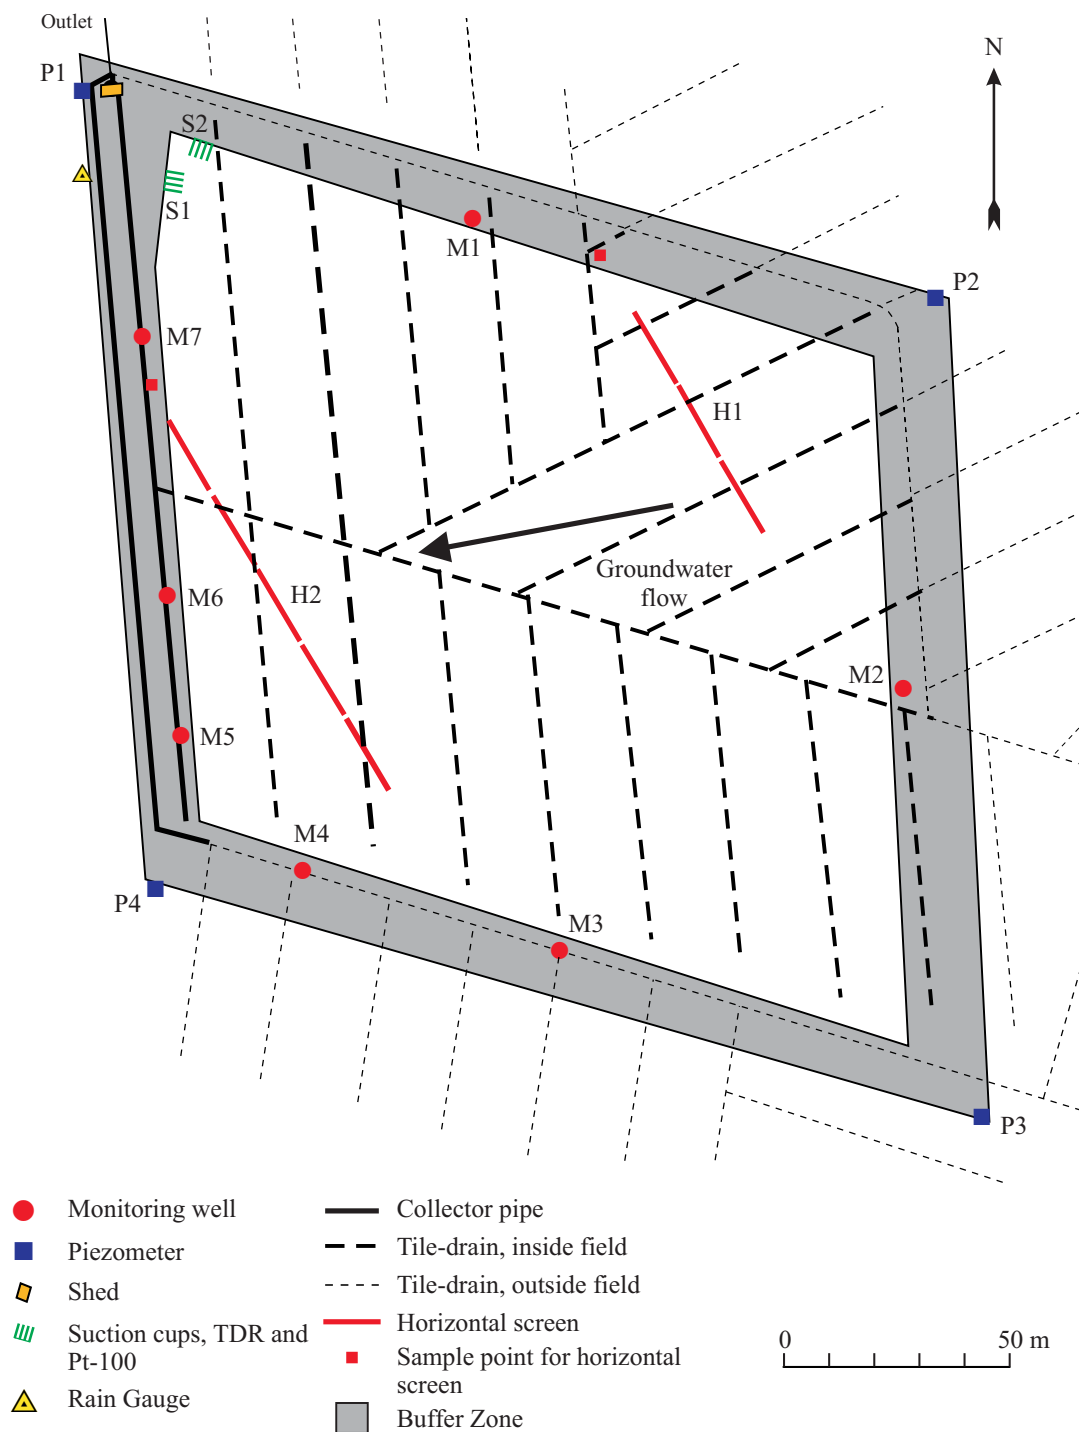 Outlet
P1
N
S2
S1
M1
P2
M7
H1
Groundwater
flow
H2
M6
M2
M5
M4
M3
P4
P3
Monitoring well
Piezometer
Shed
Suction cups, TDR and
Pt-100
Rain Gauge
Collector pipe
Tile-drain, inside field
Tile-drain, outside field
Horizontal screen
Sample point for horizontal
screen
Buffer Zone
0 50 m